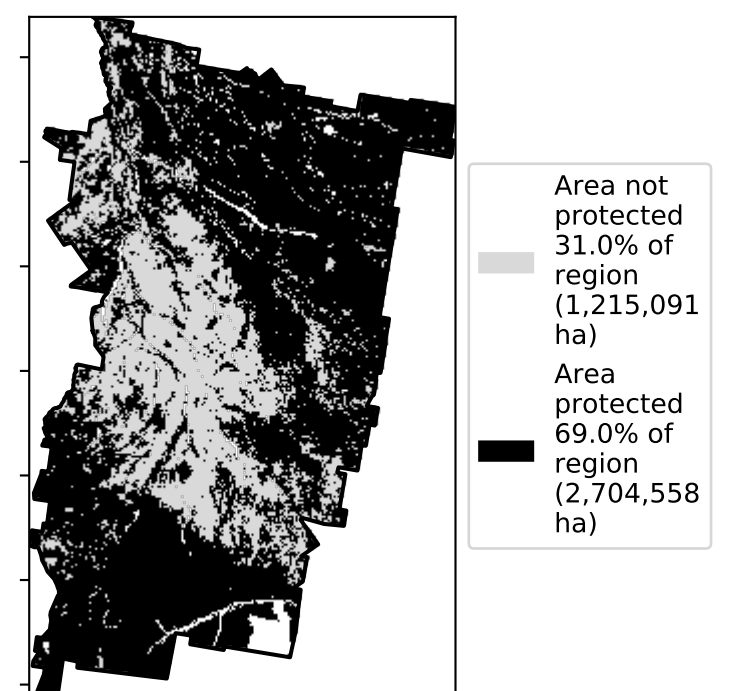 Area not
protected
31.0% of
region
(1,215,091
ha)
Area
protected
69.0% of
region
(2,704,558
ha)